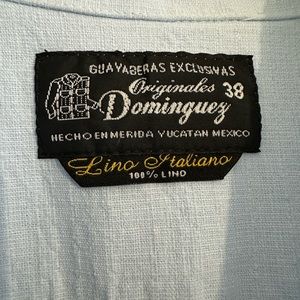 GUAYABERAS EXCLUSIVAS
Originales 38
Dominguez
HECHO EN MERIDA YUCATAN MEXICO
Lino Italiano
100% LINO